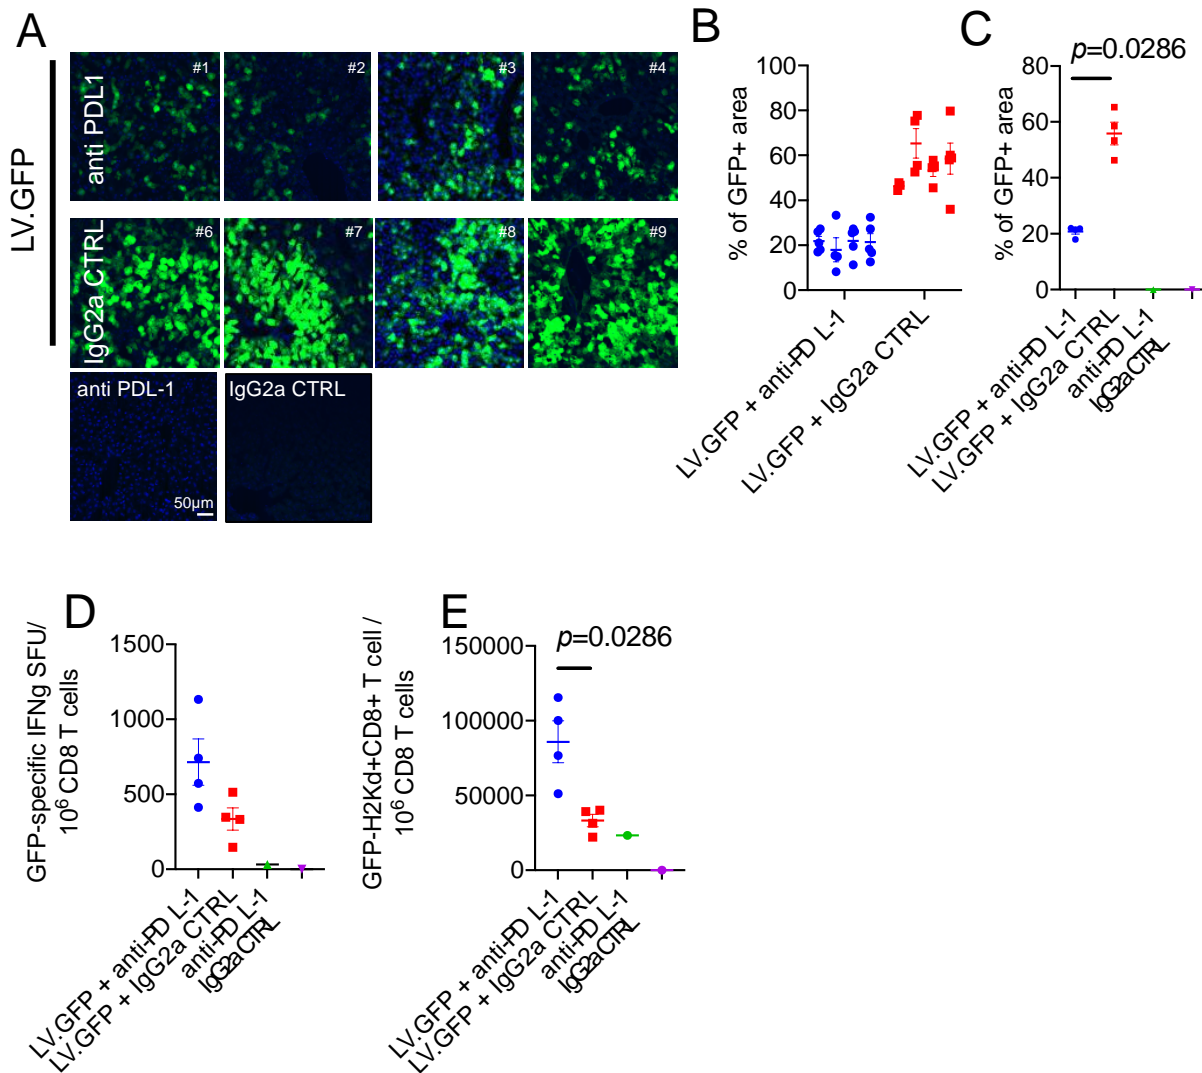 A
LV.GFP
anti PDL1
#1
#2
#3
#4
IgG2a CTRL
#6
#7
#8
#9
anti PDL-1
50µm
IgG2a CTRL
B
% of GFP+ area
100
80
60
40
20
0
LV.GFP + anti-PD L-1
LV.GFP + IgG2a CTRL
C
p=0.0286
% of GFP+ area
80
60
40
20
0
LV.GFP + anti-PD L-1
LV.GFP + IgG2a CTRL
anti-PD L-1
IgG2a CTRL
D
GFP-specific IFNg SFU/
10⁶ CD8 T cells
1500
1000
500
0
LV.GFP + anti-PD L-1
LV.GFP + IgG2a CTRL
anti-PD L-1
IgG2a CTRL
E
p=0.0286
GFP-H2Kd+CD8+ T cell /
10⁶ CD8 T cells
150000
100000
50000
0
LV.GFP + anti-PD L-1
LV.GFP + IgG2a CTRL
anti-PD L-1
IgG2a CTRL